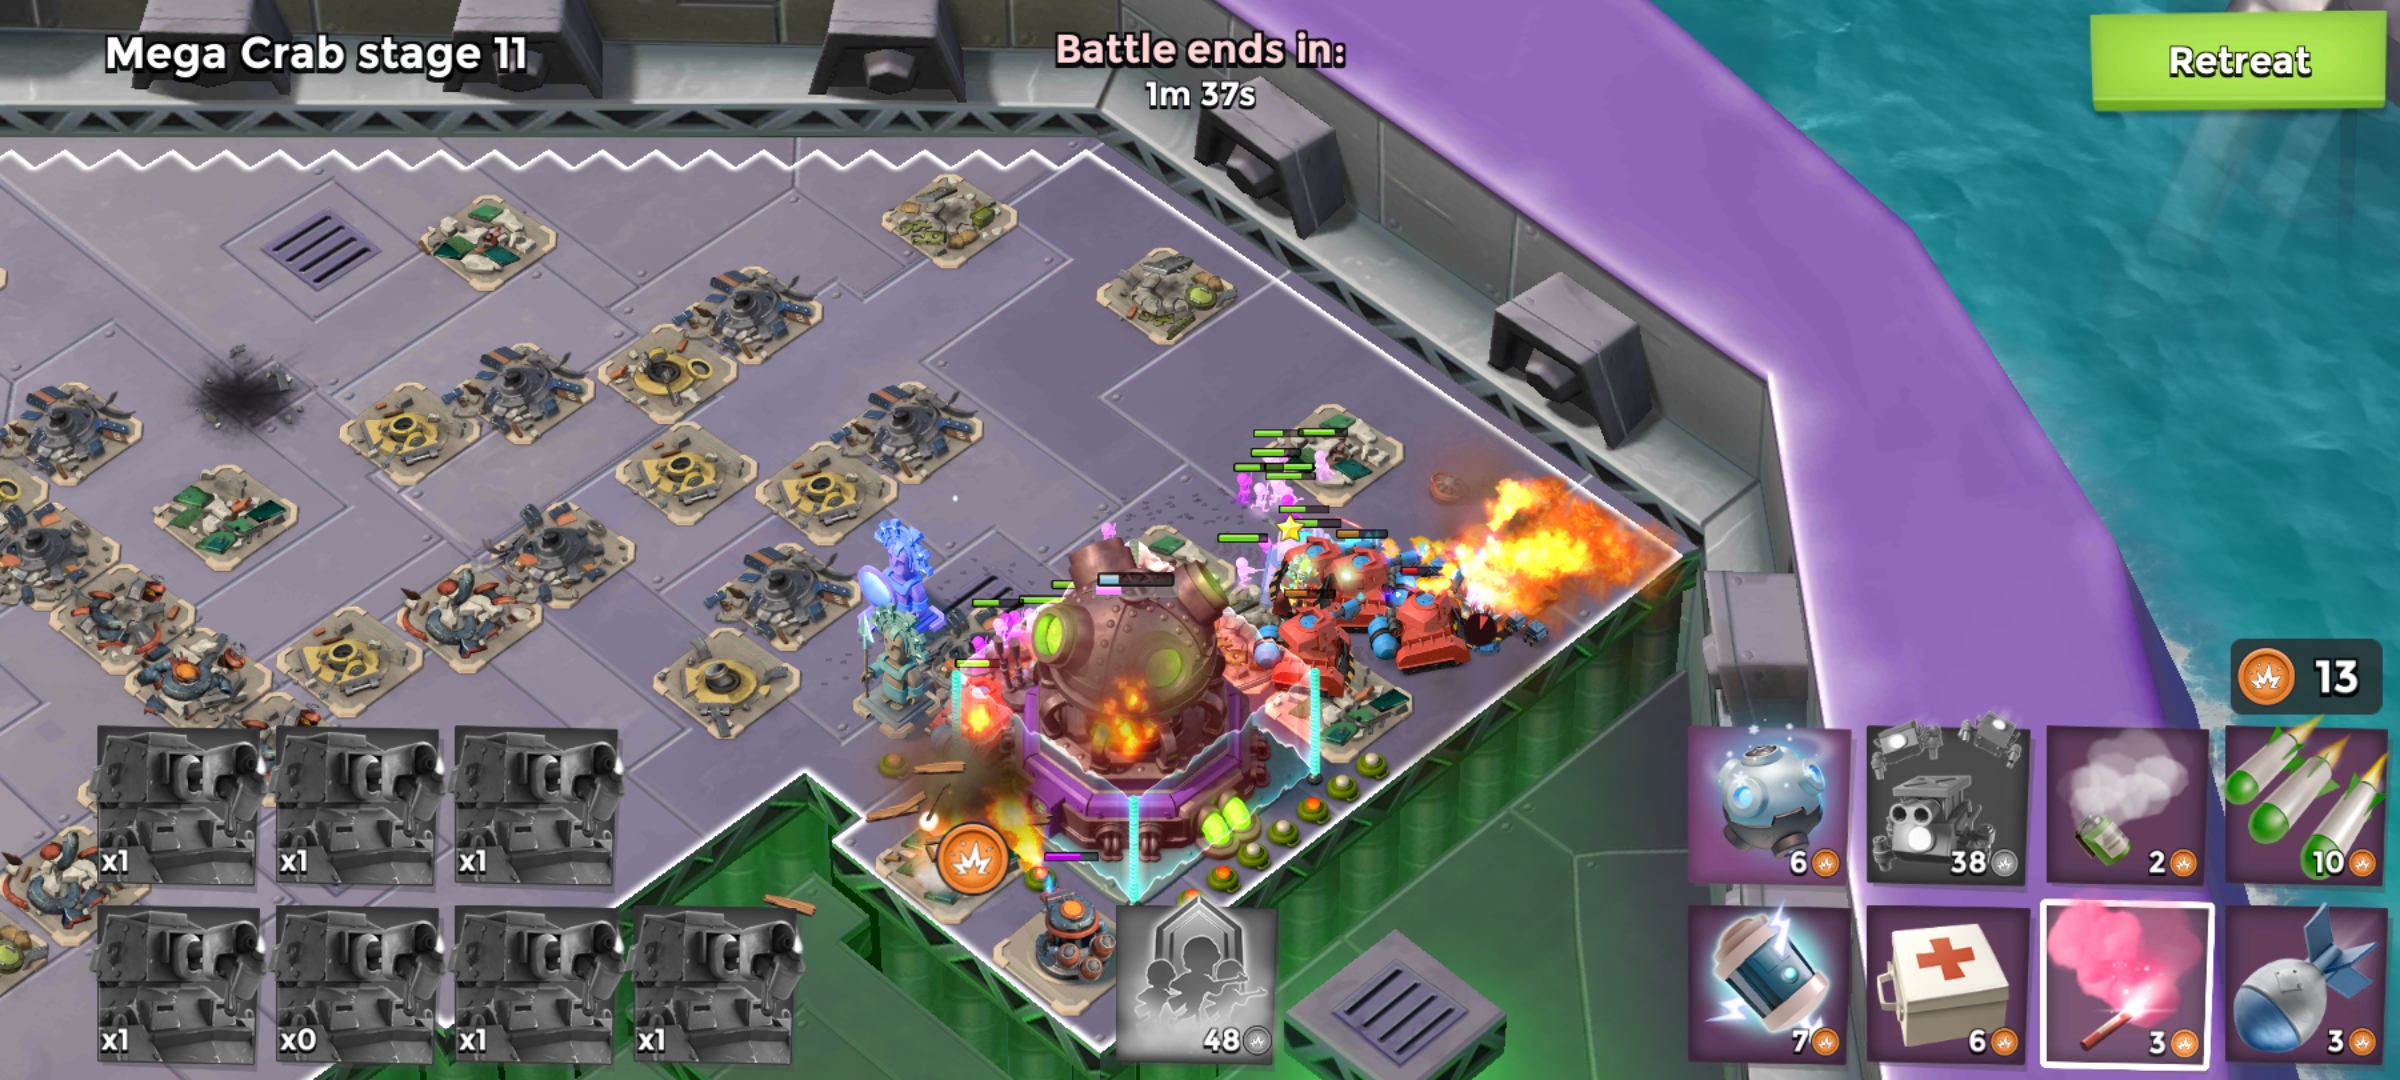 Mega Crab stage 11
Battle ends in:
1m 37s
Retreat
13
x1
x1
x1
6
38
2
10
x1
x0
x1
x1
48
7
6
3
3